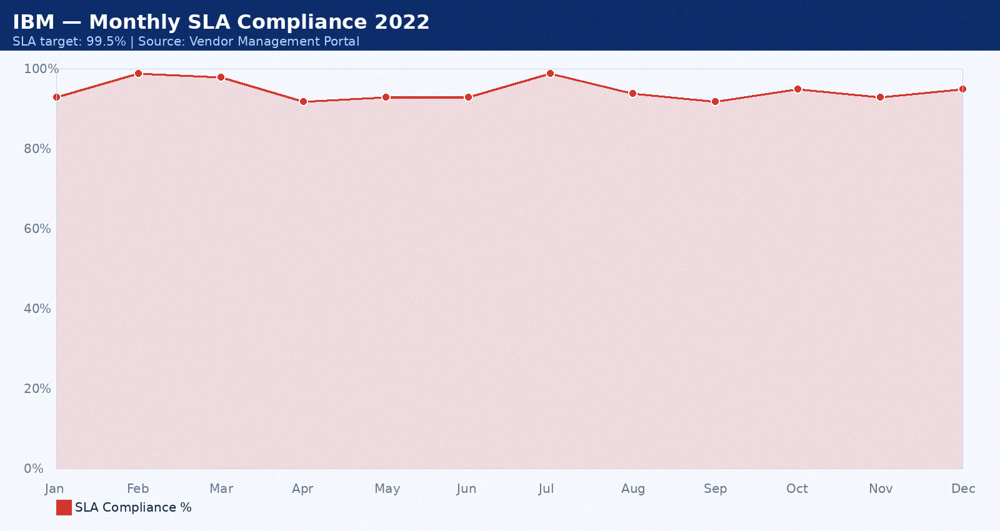 IBM — Monthly SLA Compliance 2022
SLA target: 99.5% | Source: Vendor Management Portal
100%
80%
60%
40%
20%
0%
Jan Feb Mar Apr May Jun Jul Aug Sep Oct Nov Dec
SLA Compliance %